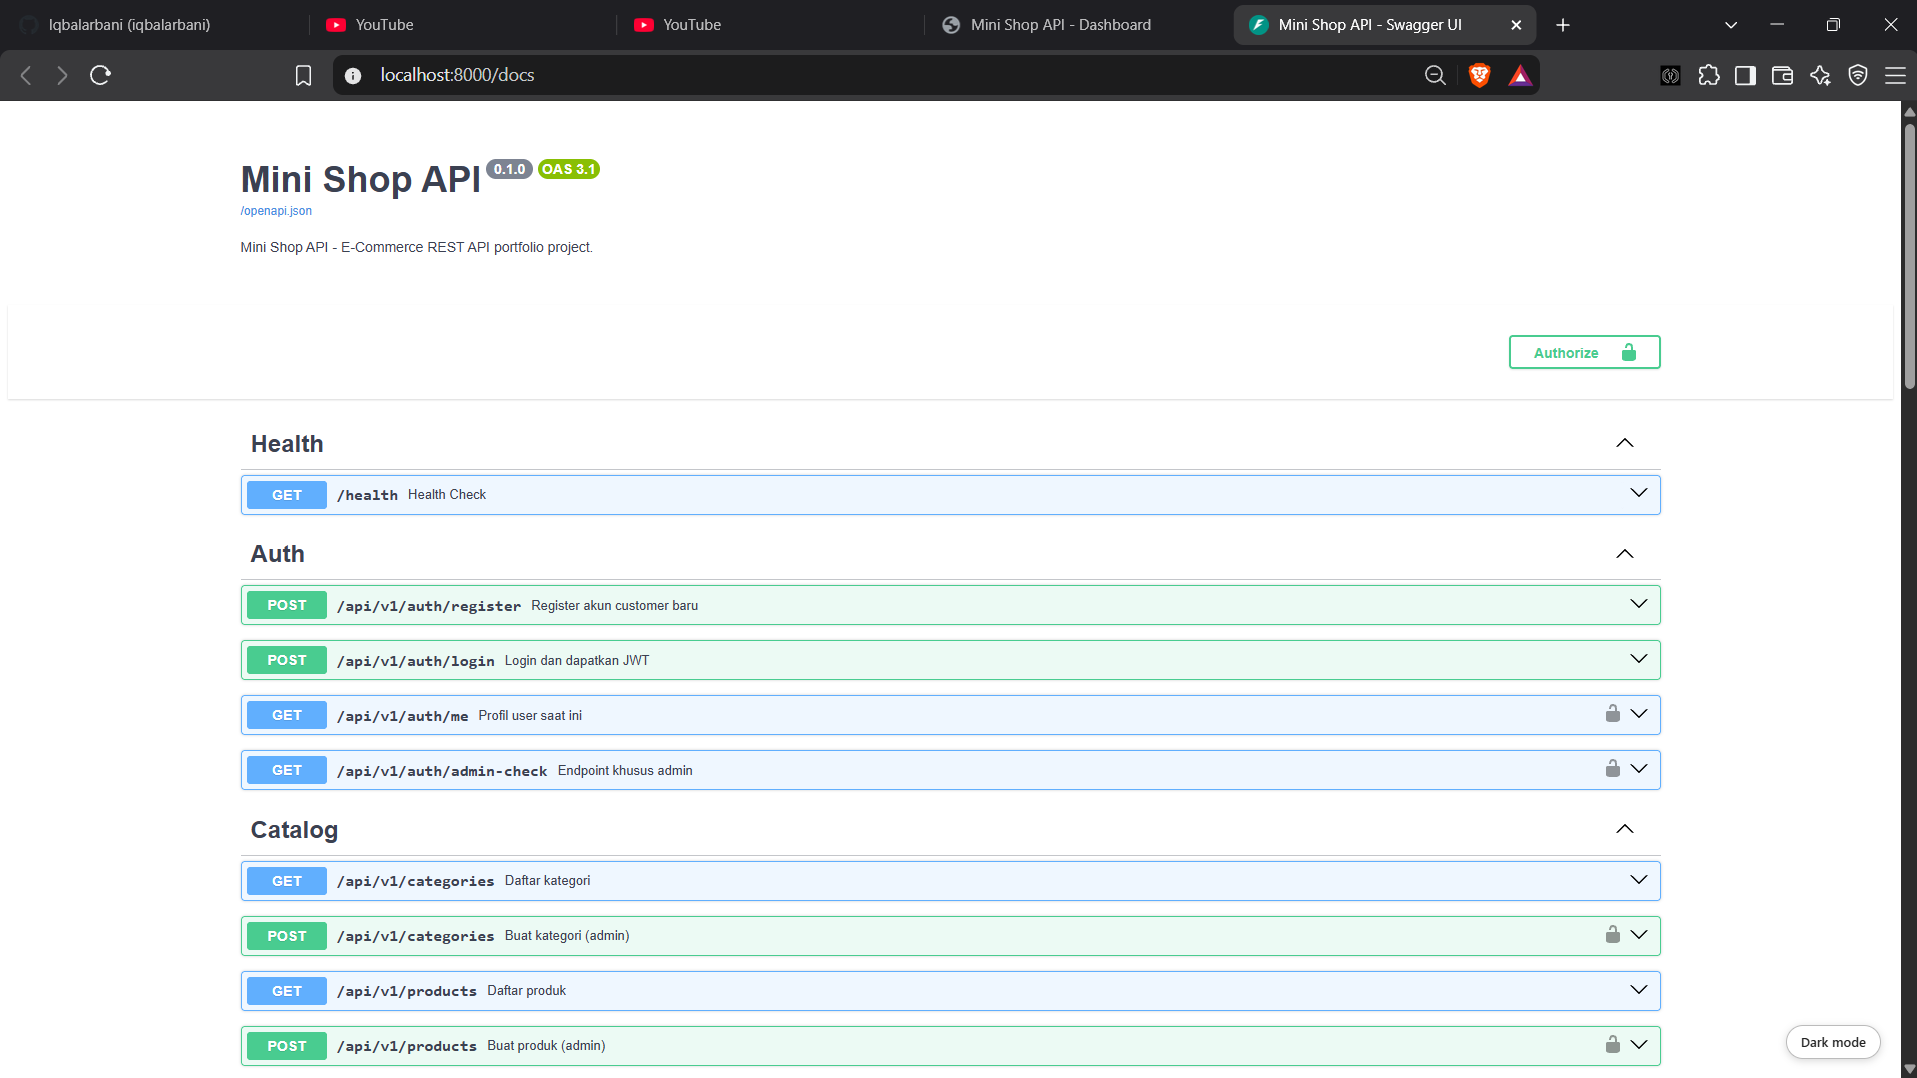 Iqbalarbani (iqbalarbani)
YouTube
YouTube
Mini Shop API - Dashboard
Mini Shop API - Swagger UI
localhost:8000/docs
Mini Shop API 0.1.0 OAS 3.1
/openapi.json
Mini Shop API - E-Commerce REST API portfolio project.
Authorize
Health
GET /health Health Check
Auth
POST /api/v1/auth/register Register akun customer baru
POST /api/v1/auth/login Login dan dapatkan JWT
GET /api/v1/auth/me Profil user saat ini
GET /api/v1/auth/admin-check Endpoint khusus admin
Catalog
GET /api/v1/categories Daftar kategori
POST /api/v1/categories Buat kategori (admin)
GET /api/v1/products Daftar produk
POST /api/v1/products Buat produk (admin)
Dark mode